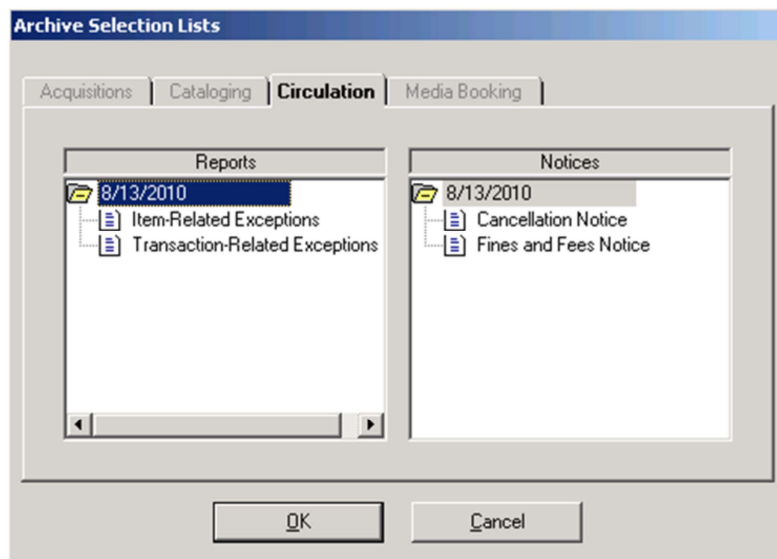 Archive Selection Lists
Acquisitions Cataloging Circulation Media Booking
Reports
8/13/2010
Item-Related Exceptions
Transaction-Related Exceptions
Notices
8/13/2010
Cancellation Notice
Fines and Fees Notice
OK Cancel